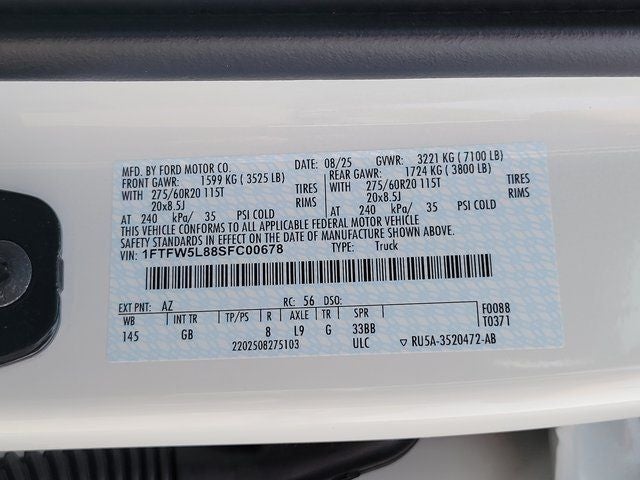 MFD. BY FORD MOTOR CO. 08/25 GVWR: 3221 KG ( 7100 LB)
FRONT GAWR: 1599 KG ( 3525 LB) REAR GAWR: 1724 KG ( 3800 LB)
WITH 275/60R20 115T TIRES WITH 275/60R20 115T TIRES
20x8.5J RIMS 20x8.5J RIMS
AT 240 kPa/ 35 PSI COLD AT 240 kPa/ 35 PSI COLD
THIS VEHICLE CONFORMS TO ALL APPLICABLE FEDERAL MOTOR VEHICLE
SAFETY STANDARDS IN EFFECT ON THE DATE OF MANUFACTURE SHOWN ABOVE.
VIN: 1FTFW5L88SFC00678 TYPE: Truck
EXT PNT: AZ RC: 56 DSO: F0088
WB INT TR TP/PS R AXLE TR SPR T0371
145 GB 8 L9 G 33BB
2202508275103 ULC RU5A-3520472-AB